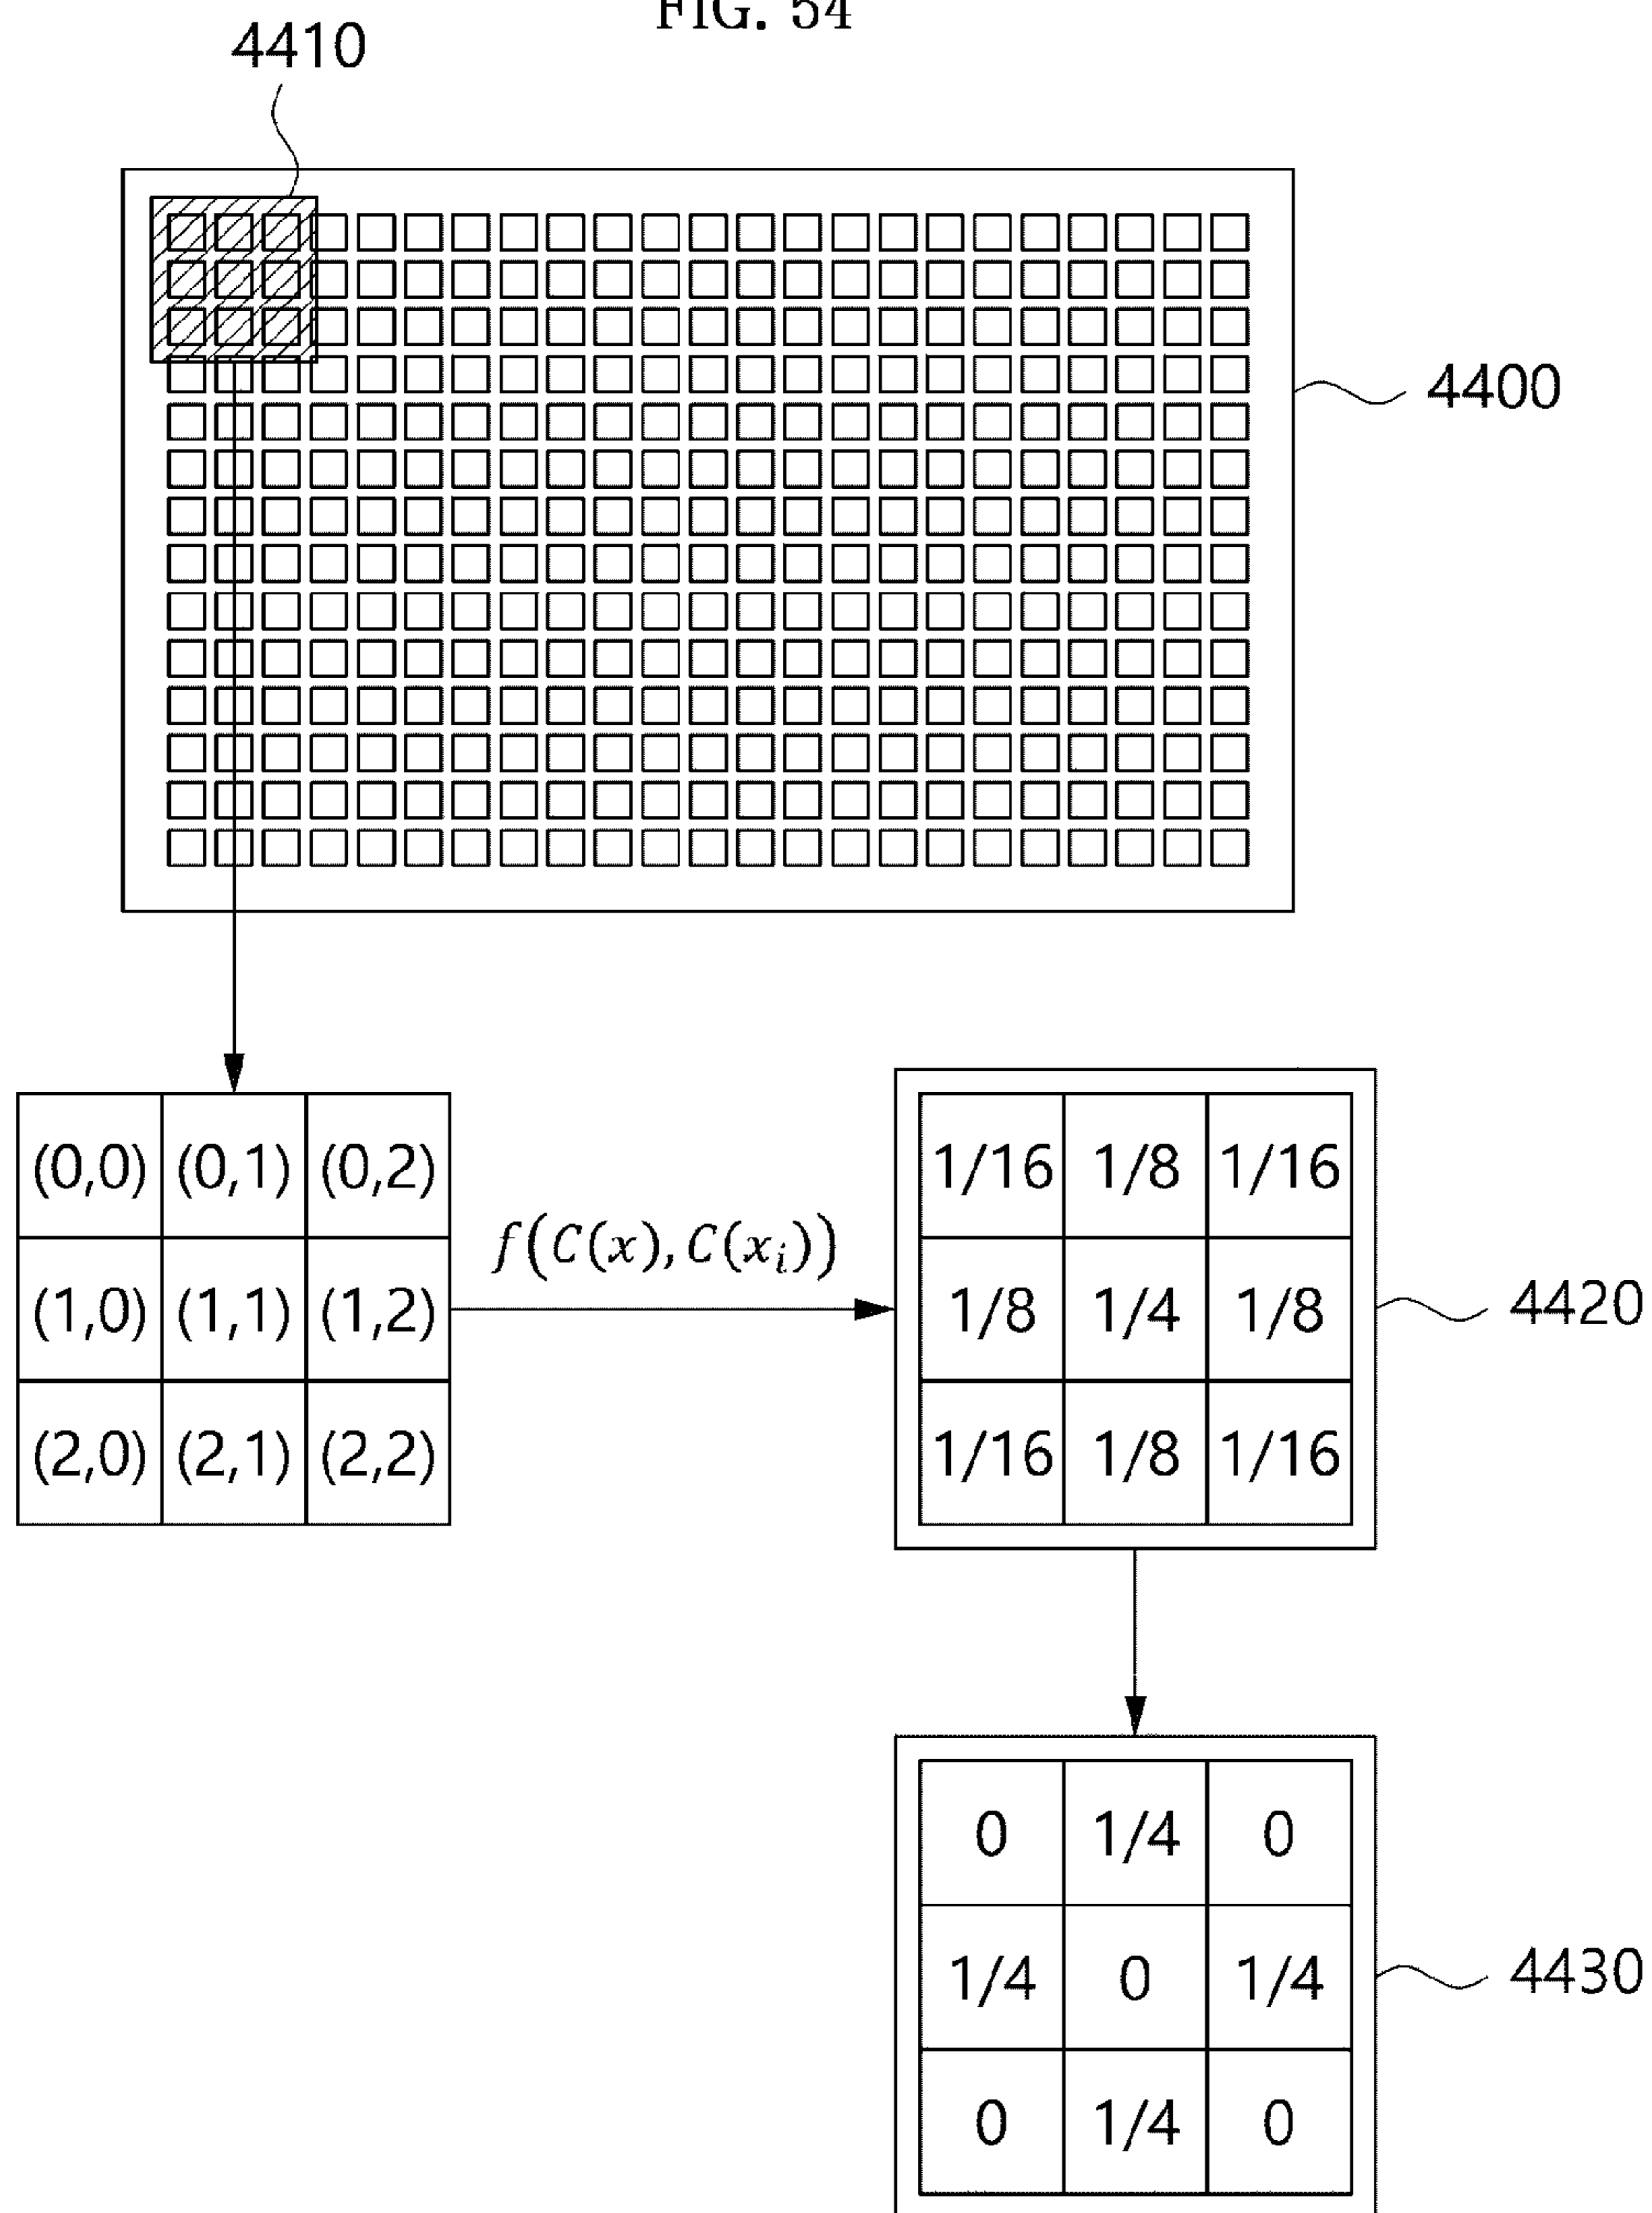 FIG. 54
4410
4400
(0,0) (0,1) (0,2)
(1,0) (1,1) (1,2)
(2,0) (2,1) (2,2)
f(C(x), C(xᵢ))
1/16 1/8 1/16
1/8 1/4 1/8
1/16 1/8 1/16
4420
0 1/4 0
1/4 0 1/4
0 1/4 0
4430